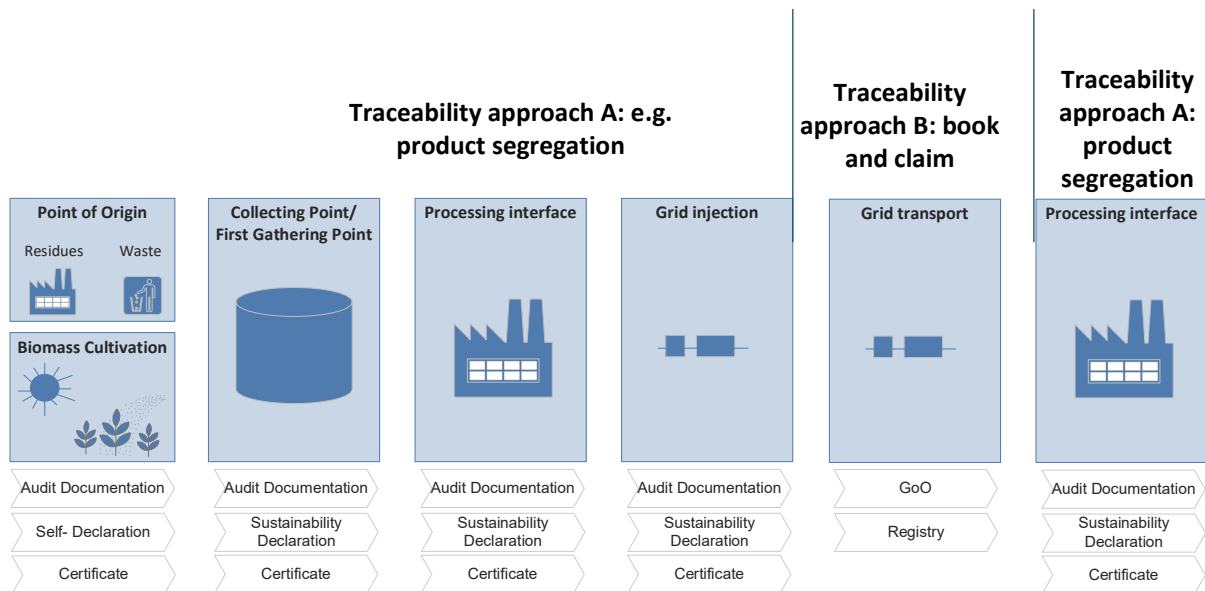 Traceability approach A: e.g.
product segregation
Traceability
approach B: book
and claim
Traceability
approach A:
product
segregation
Point of Origin
Residues
Waste
Biomass Cultivation
Collecting Point/
First Gathering Point
Processing interface
Grid injection
Grid transport
Processing interface
Audit Documentation
Audit Documentation
Audit Documentation
Audit Documentation
GoO
Audit Documentation
Self- Declaration
Sustainability
Declaration
Sustainability
Declaration
Sustainability
Declaration
Registry
Sustainability
Declaration
Certificate
Certificate
Certificate
Certificate
Certificate